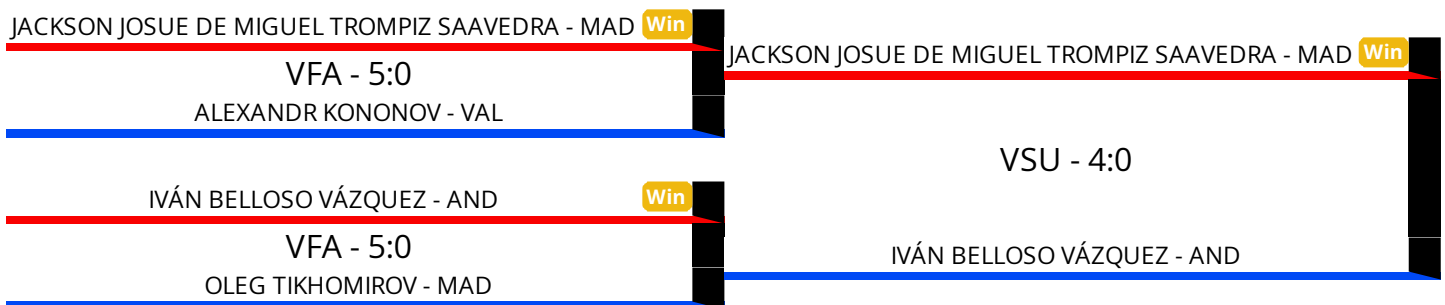 JACKSON JOSUE DE MIGUEL TROMPIZ SAAVEDRA - MAD Win
VFA - 5:0
ALEXANDR KONONOV - VAL
IVÁN BELLOSO VÁZQUEZ - AND Win
VFA - 5:0
OLEG TIKHOMIROV - MAD
JACKSON JOSUE DE MIGUEL TROMPIZ SAAVEDRA - MAD Win
VSU - 4:0
IVÁN BELLOSO VÁZQUEZ - AND